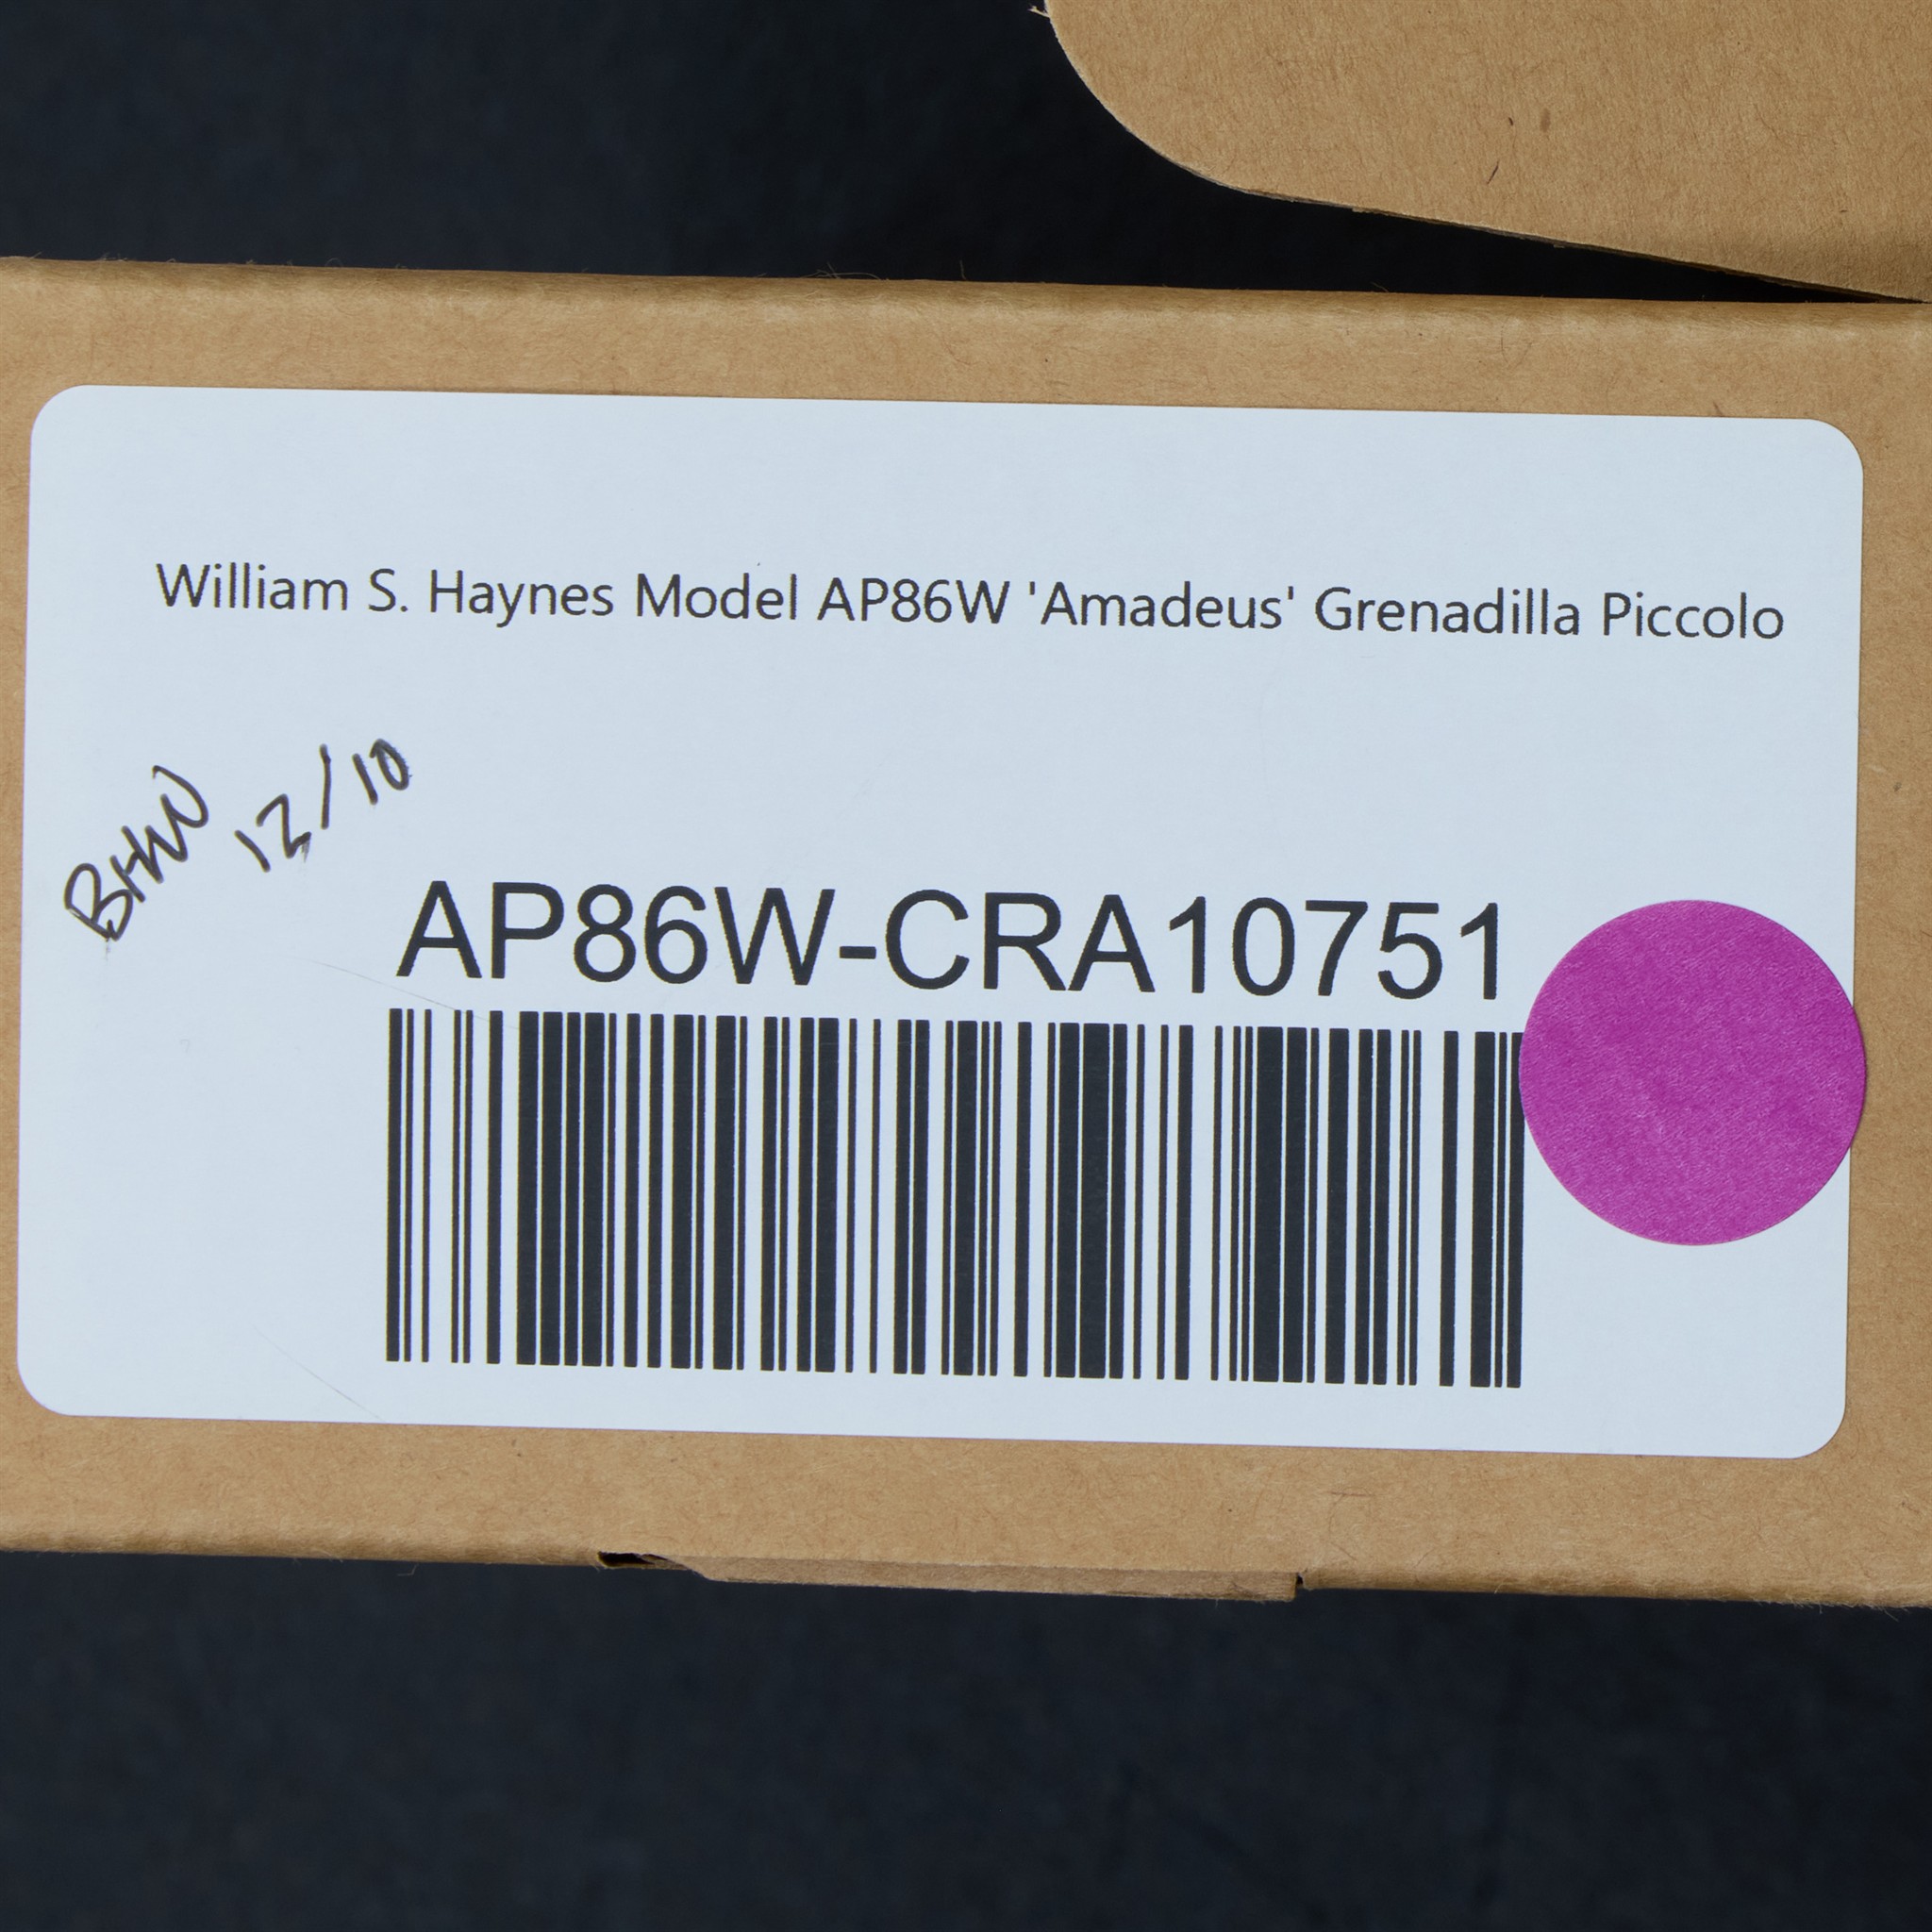 William S. Haynes Model AP86W 'Amadeus' Grenadilla Piccolo
BHW 12/10
AP86W-CRA10751